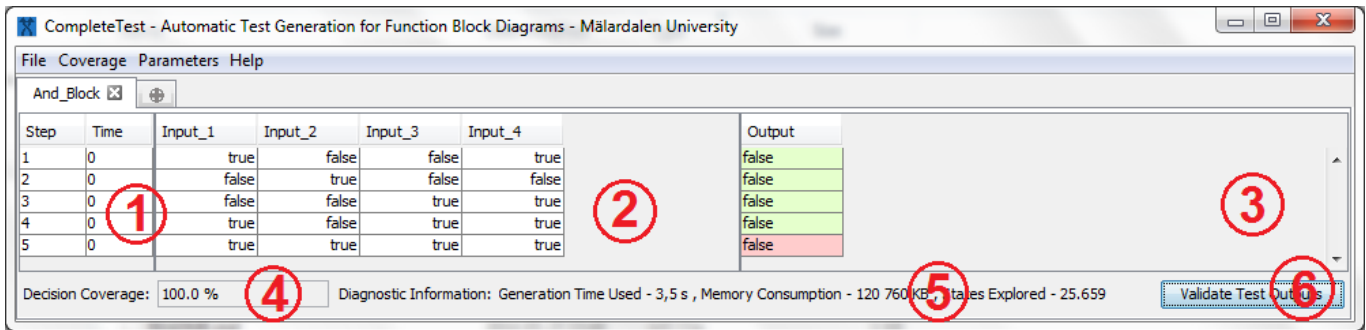 CompleteTest - Automatic Test Generation for Function Block Diagrams - Mälardalen University
File Coverage Parameters Help
And_Block
Step Time Input_1 Input_2 Input_3 Input_4 Output
1 0 true false false true false
2 0 false true false false false
3 0 false false true true false
4 0 true false true true false
5 0 true true true true false
1 2 3
Decision Coverage: 100.0 % 4 Diagnostic Information: Generation Time Used - 3,5 s , Memory Consumption - 120 760 KB , States Explored - 25.659 5 Validate Test Outputs 6